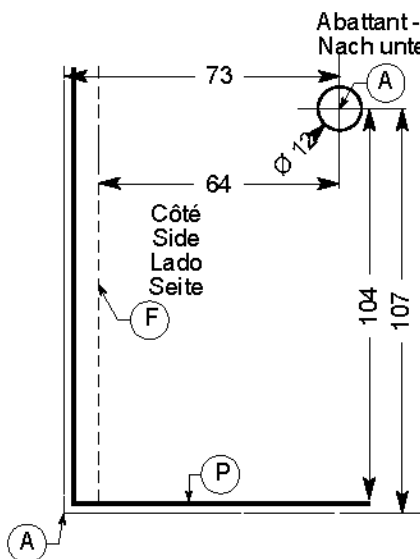 Abattant -
Nach unte
73
A
Ø 12
64
Côté
Side
Lado
Seite
F
104
107
P
A